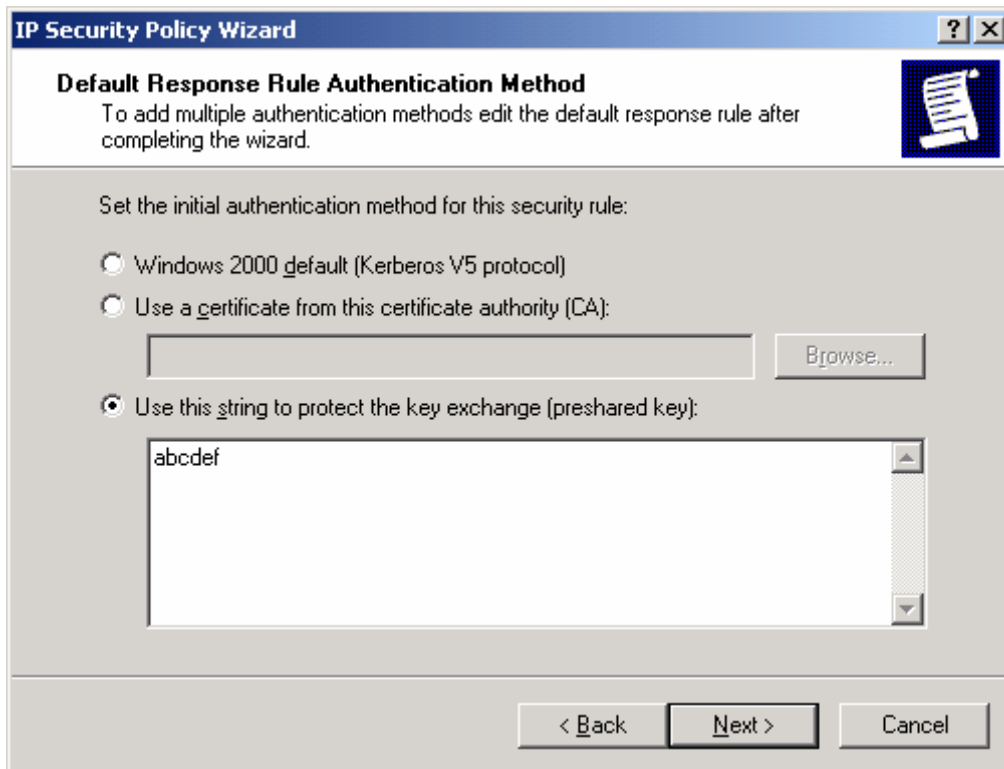 IP Security Policy Wizard
Default Response Rule Authentication Method
To add multiple authentication methods edit the default response rule after
completing the wizard.
Set the initial authentication method for this security rule:
Windows 2000 default (Kerberos V5 protocol)
Use a certificate from this certificate authority (CA):
Browse...
Use this string to protect the key exchange (preshared key):
abcdef
< Back Next > Cancel